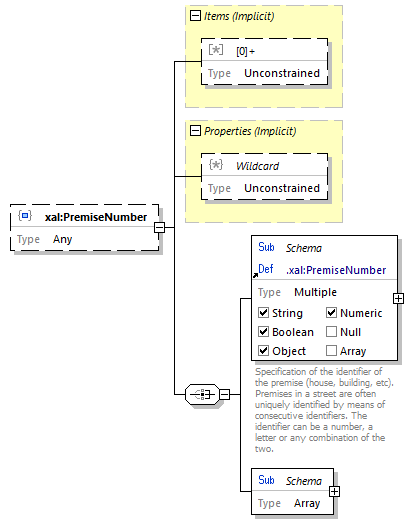 Items (Implicit)
[0]+
Type Unconstrained
Properties (Implicit)
Wildcard
Type Unconstrained
xal:PremiseNumber
Type Any
Sub Schema
Def .xal:PremiseNumber
Type Multiple
String Numeric
Boolean Null
Object Array
Specification of the identifier of
the premise (house, building, etc).
Premises in a street are often
uniquely identified by means of
consecutive identifiers. The
identifier can be a number, a
letter or any combination of the
two.
Sub Schema
Type Array